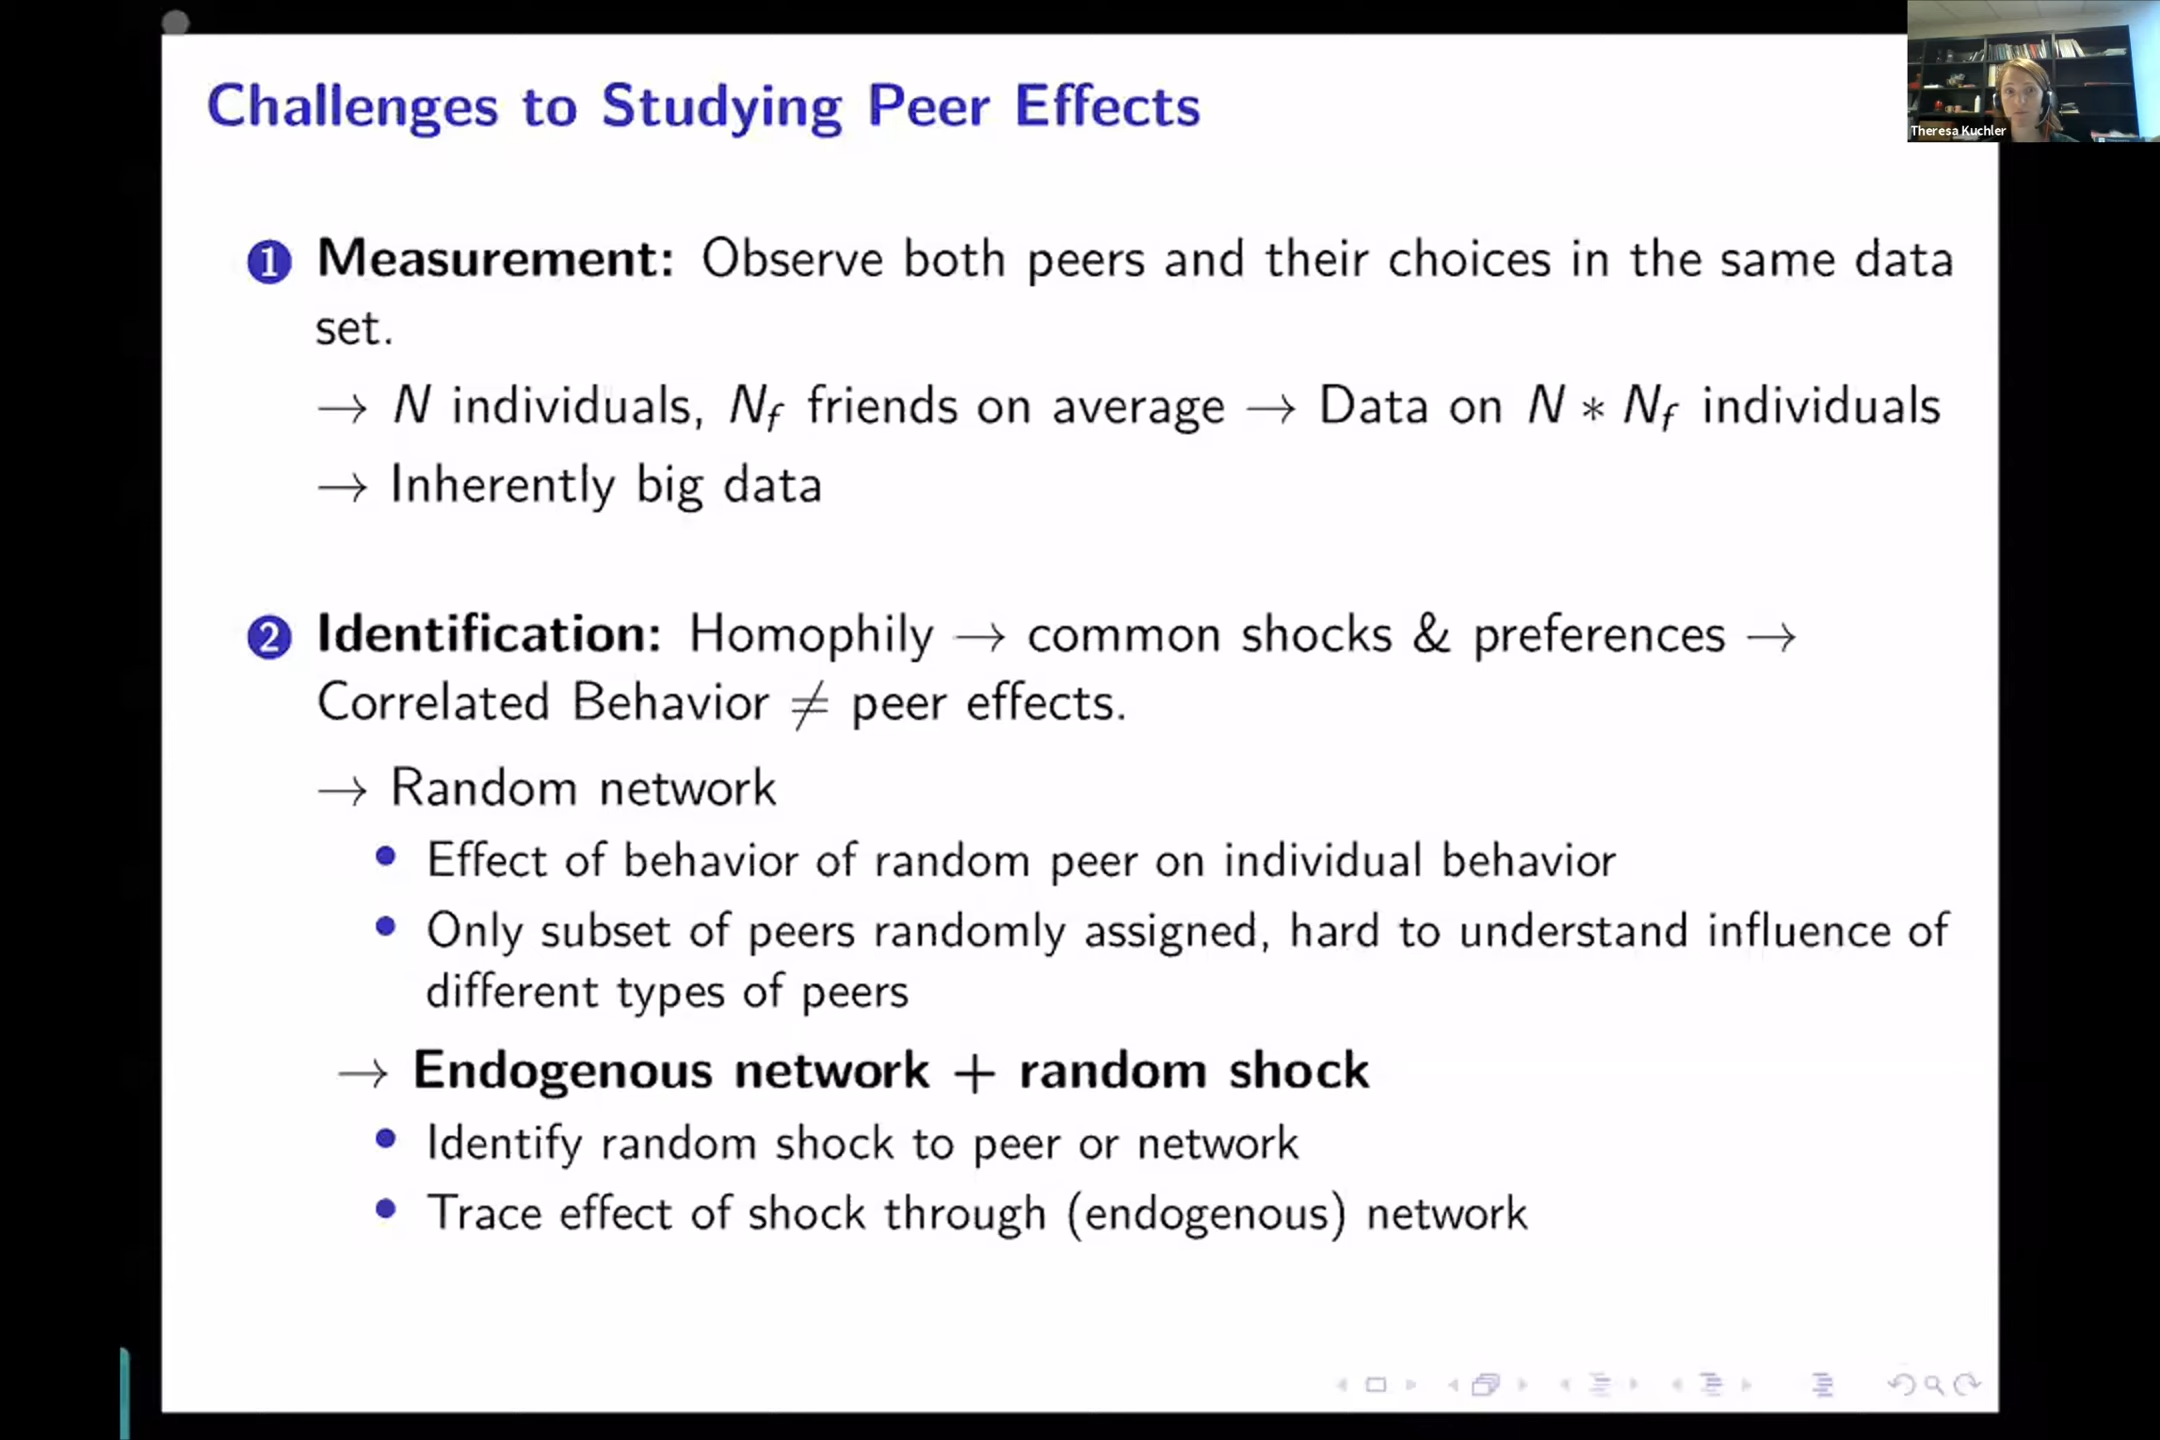 Theresa Kuchler
Challenges to Studying Peer Effects
1 Measurement: Observe both peers and their choices in the same data
set.
→ N individuals, N_f friends on average → Data on N * N_f individuals
→ Inherently big data
2 Identification: Homophily → common shocks & preferences →
Correlated Behavior ≠ peer effects.
→ Random network
• Effect of behavior of random peer on individual behavior
• Only subset of peers randomly assigned, hard to understand influence of
different types of peers
→ Endogenous network + random shock
• Identify random shock to peer or network
• Trace effect of shock through (endogenous) network